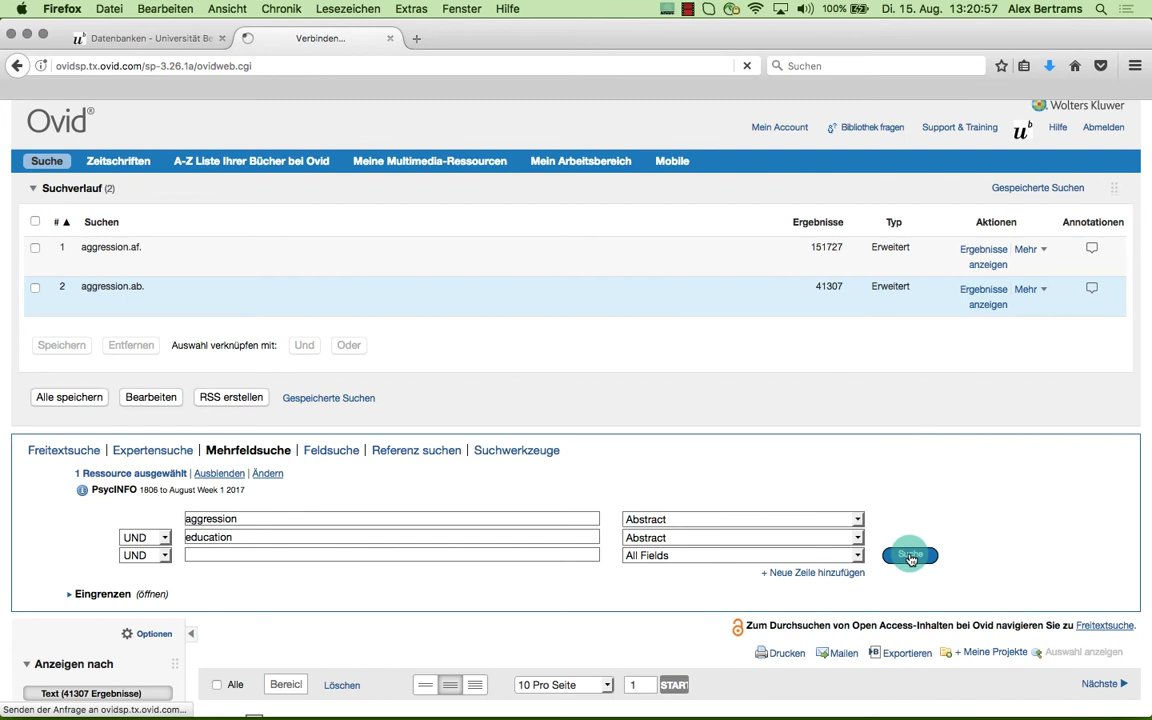 Firefox Datei Bearbeiten Ansicht Chronik Lesezeichen Extras Fenster Hilfe 100% Di. 15. Aug. 13:20:57 Alex Bertrams
Datenbanken - Universität Be Verbinden...
ovidsp.tx.ovid.com/sp-3.26.1a/ovidweb.cgi Suchen
Ovid® Wolters Kluwer
Mein Account Bibliothek fragen Support & Training u^b Hilfe Abmelden
Suche Zeitschriften A-Z Liste Ihrer Bücher bei Ovid Meine Multimedia-Ressourcen Mein Arbeitsbereich Mobile
Suchverlauf (2) Gespeicherte Suchen
# ▲ Suchen Ergebnisse Typ Aktionen Annotationen
1 aggression.af. 151727 Erweitert Ergebnisse anzeigen Mehr
2 aggression.ab. 41307 Erweitert Ergebnisse anzeigen Mehr
Speichern Entfernen Auswahl verknüpfen mit: Und Oder
Alle speichern Bearbeiten RSS erstellen Gespeicherte Suchen
Freitextsuche | Expertensuche | Mehrfeldsuche | Feldsuche | Referenz suchen | Suchwerkzeuge
1 Ressource ausgewählt | Ausblenden | Ändern
PsycINFO 1806 to August Week 1 2017
aggression Abstract
UND education Abstract
UND All Fields Suche
+ Neue Zeile hinzufügen
Eingrenzen (öffnen)
Optionen Zum Durchsuchen von Open Access-Inhalten bei Ovid navigieren Sie zu Freitextsuche.
Drucken Mailen Exportieren + Meine Projekte Auswahl anzeigen
Anzeigen nach
Alle Bereicl Löschen 10 Pro Seite 1 START Nächste
Text (41307 Ergebnisse)
Senden der Anfrage an ovidsp.tx.ovid.com...